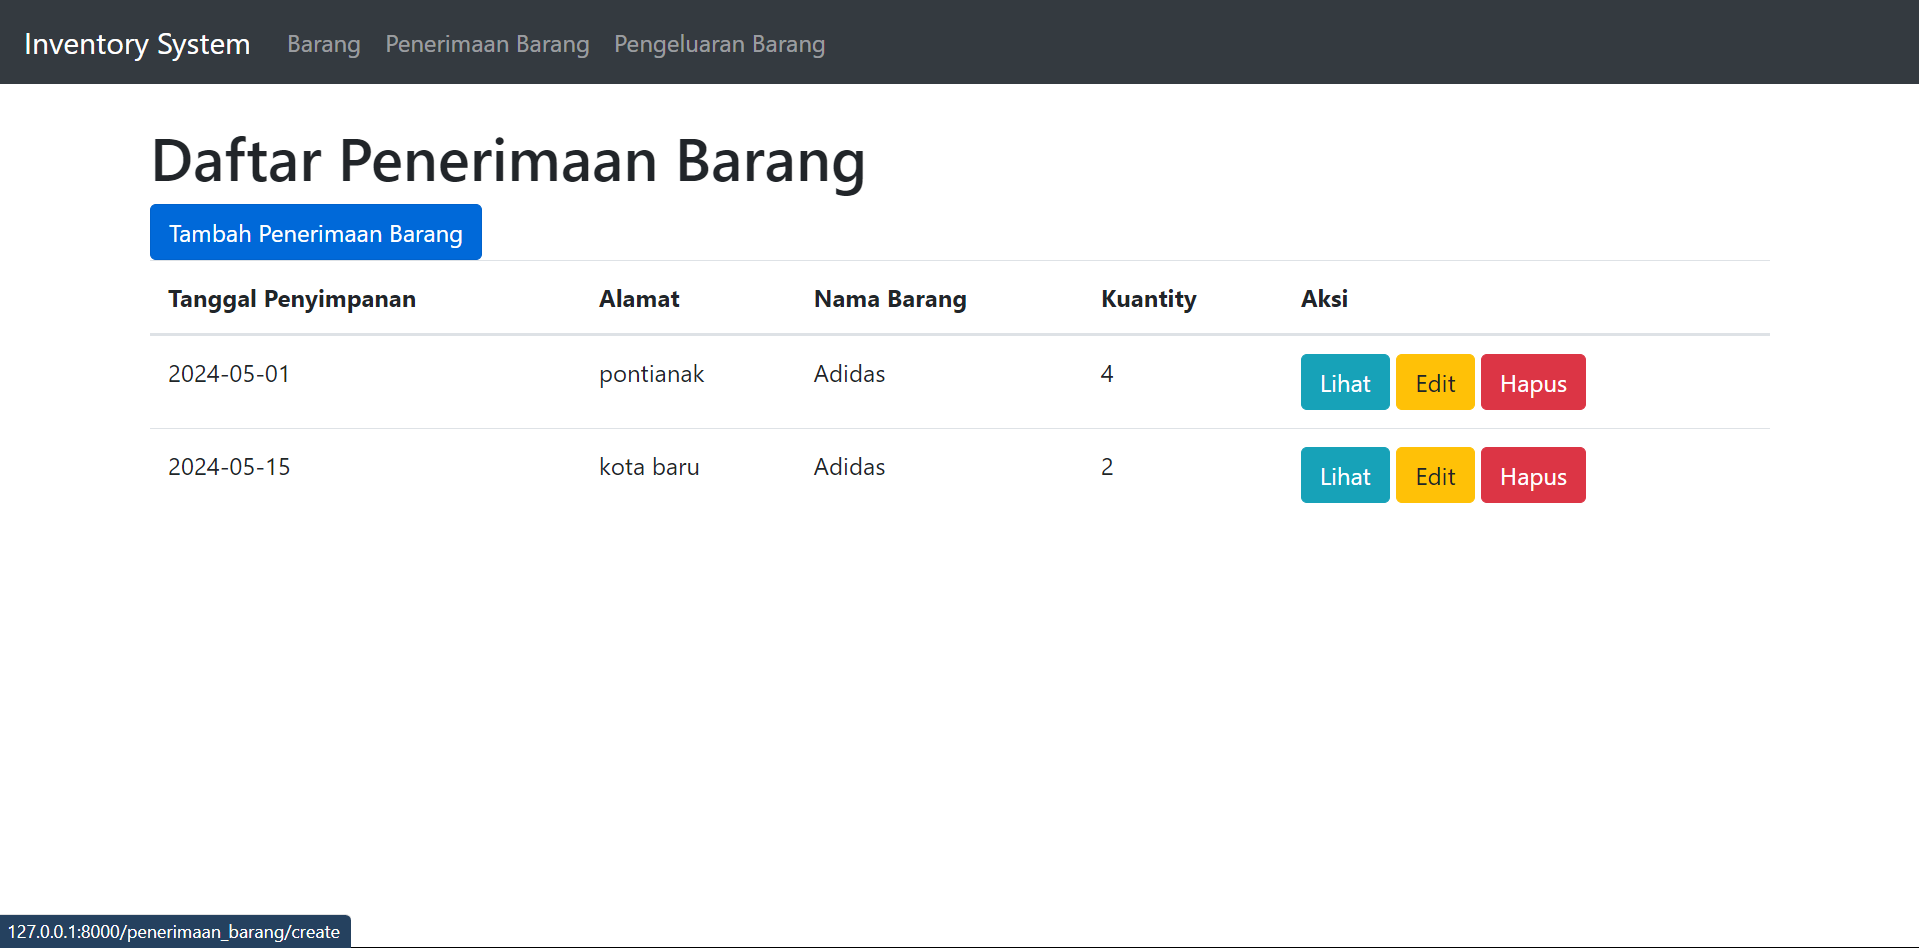 Inventory System Barang Penerimaan Barang Pengeluaran Barang
Daftar Penerimaan Barang
Tambah Penerimaan Barang
Tanggal Penyimpanan Alamat Nama Barang Kuantity Aksi
2024-05-01 pontianak Adidas 4 Lihat Edit Hapus
2024-05-15 kota baru Adidas 2 Lihat Edit Hapus
127.0.0.1:8000/penerimaan_barang/create